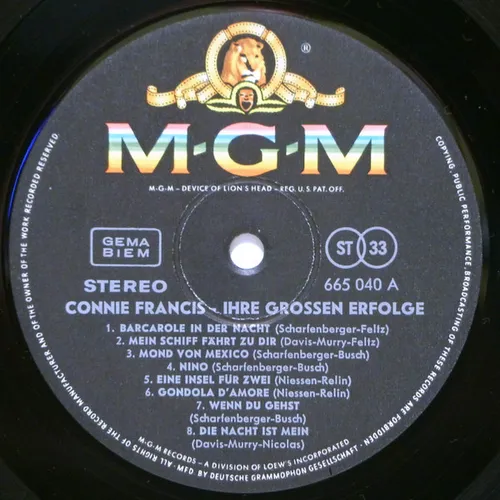 ®
M·G·M
M-G-M – DEVICE OF LION'S HEAD – REG. U.S. PAT. OFF.
GEMA
BIEM
ST 33
STEREO
665 040 A
CONNIE FRANCIS - IHRE GROSSEN ERFOLGE
1. BARCAROLE IN DER NACHT (Scharfenberger-Feltz)
2. MEIN SCHIFF FÄHRT ZU DIR (Davis-Murry-Feltz)
3. MOND VON MEXICO (Scharfenberger-Busch)
4. NINO (Scharfenberger-Busch)
5. EINE INSEL FÜR ZWEI (Niessen-Relin)
6. GONDOLA D'AMORE (Niessen-Relin)
7. WENN DU GEHST
(Scharfenberger-Busch)
8. DIE NACHT IST MEIN
(Davis-Murry-Nicolas)
M-G-M RECORDS – A DIVISION OF LOEW'S INCORPORATED
ALL RIGHTS OF THE RECORD MANUFACTURER AND OF THE OWNER OF THE WORK RECORDED RESERVED.
COPYING, PUBLIC PERFORMANCE, BROADCASTING OF THESE RECORDS ARE FORBIDDEN
MFD. BY DEUTSCHE GRAMMOPHON GESELLSCHAFT